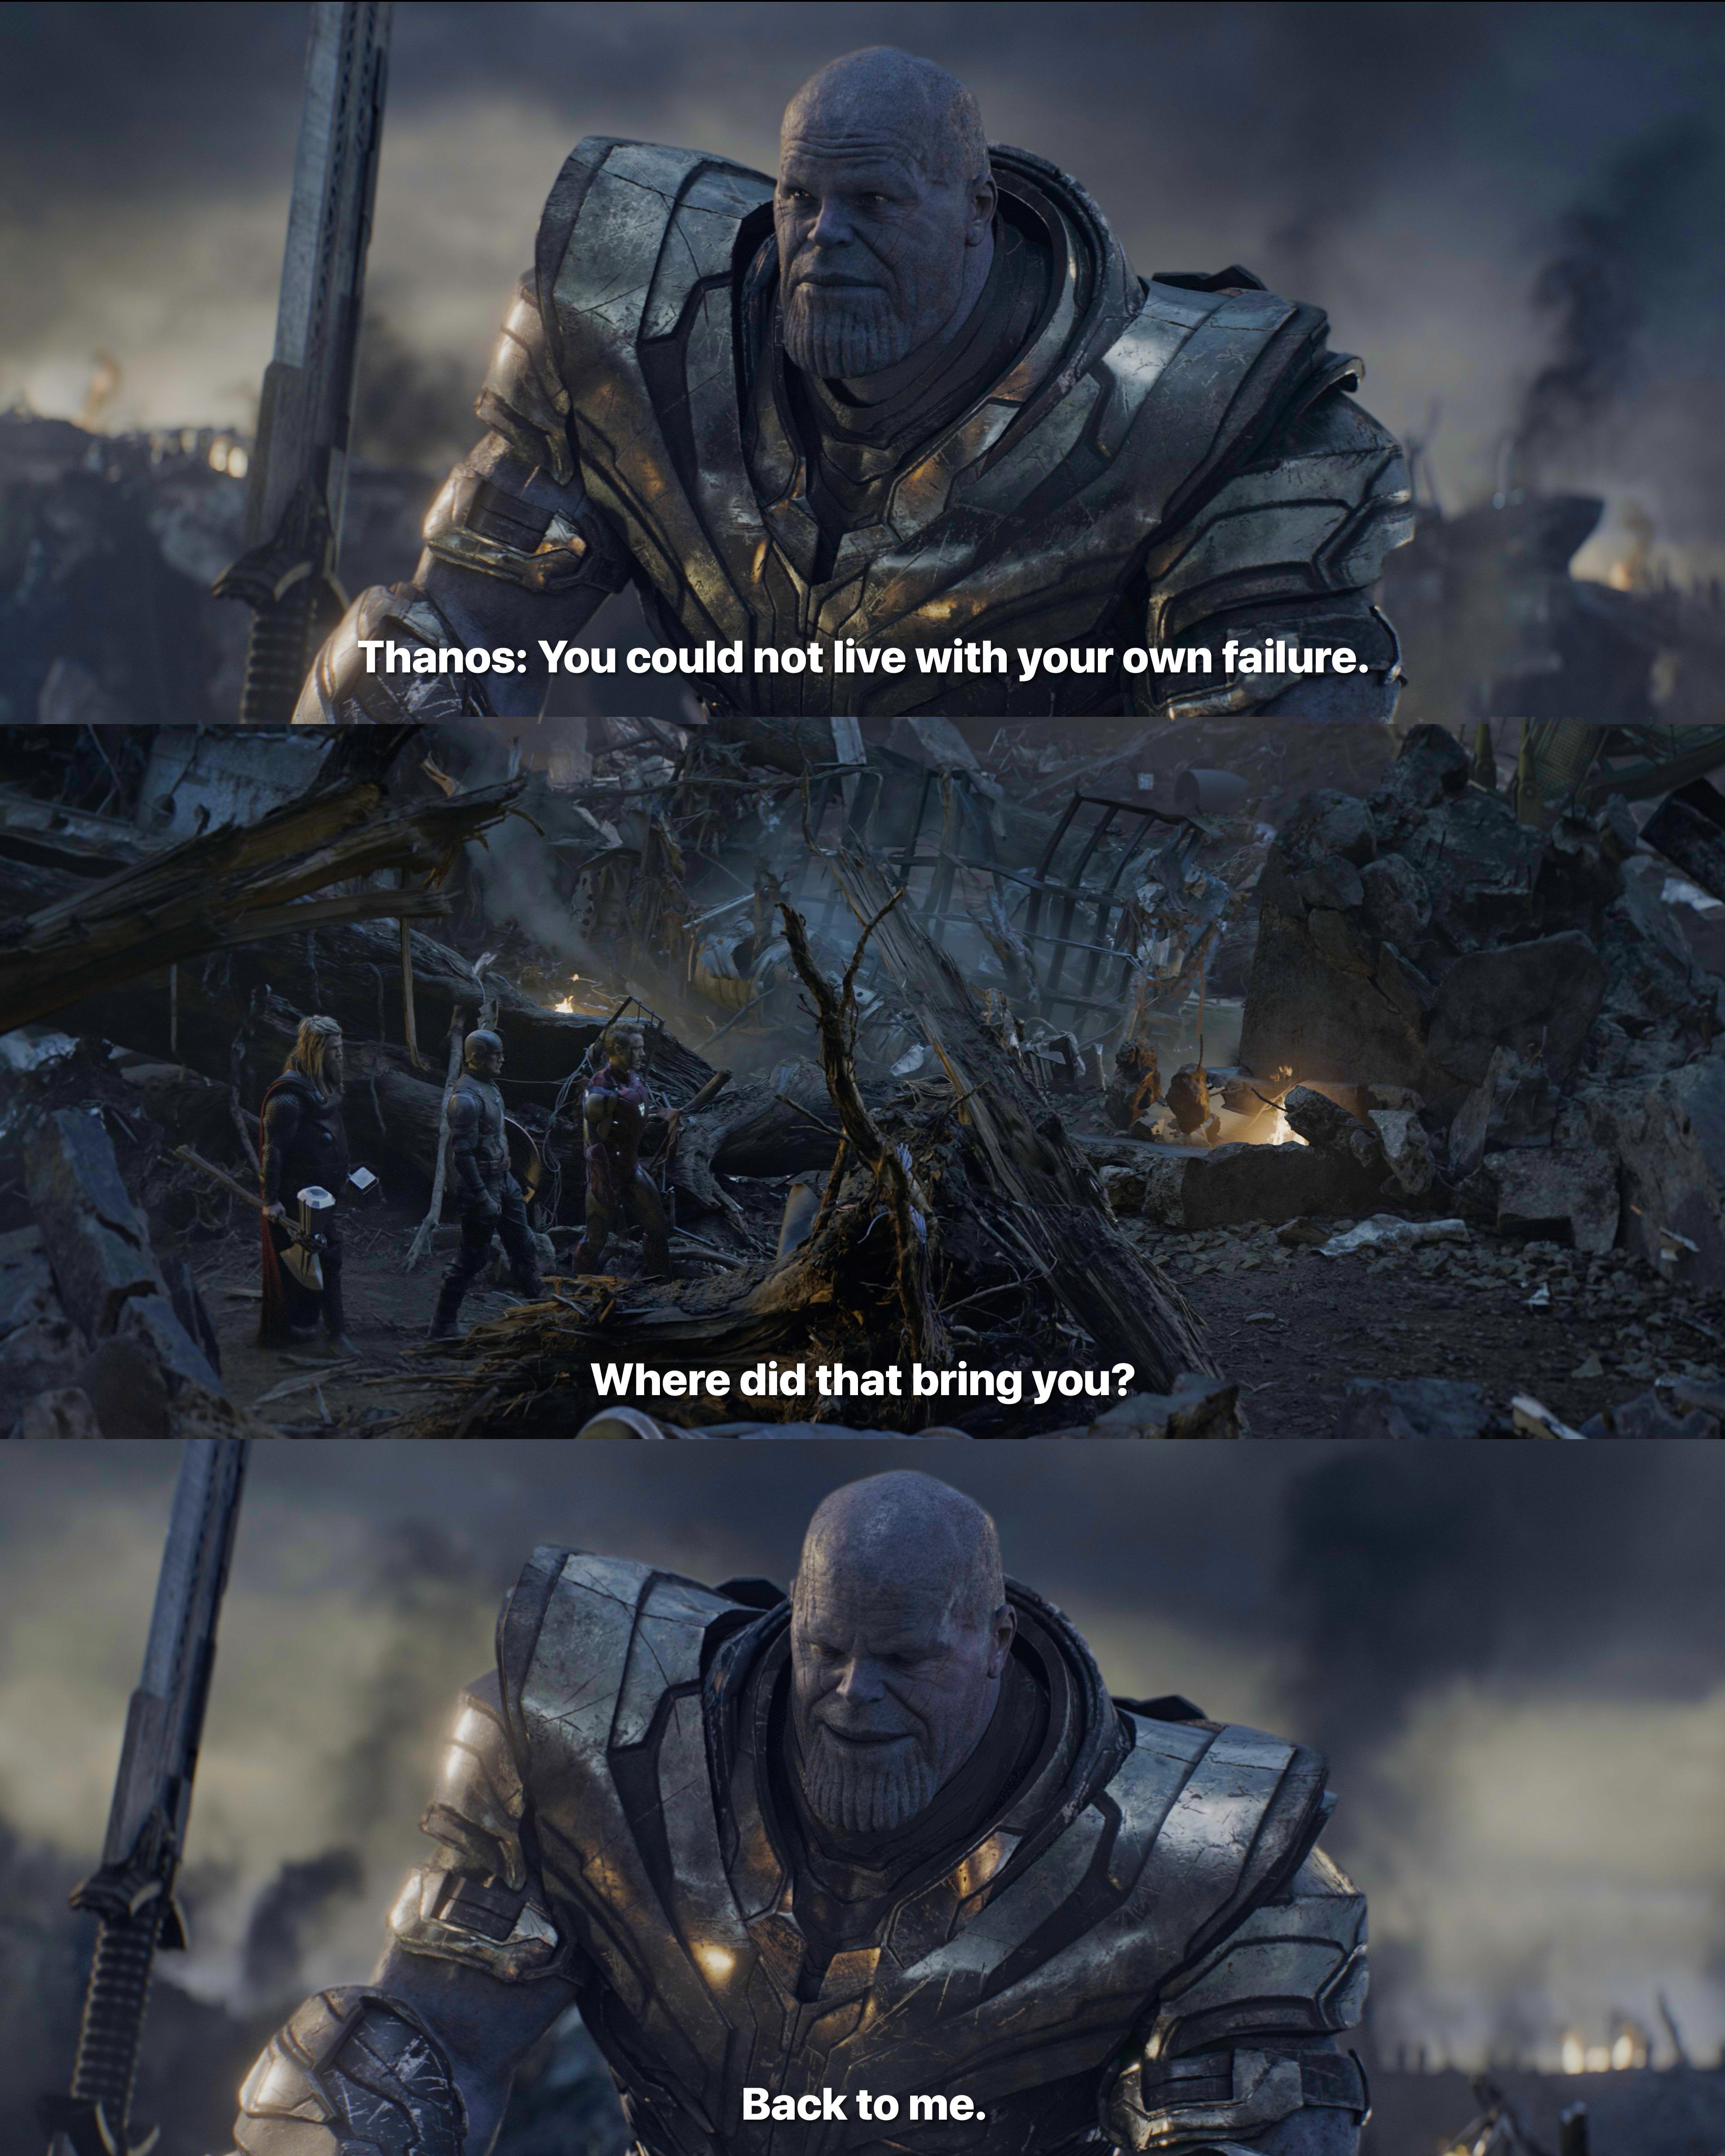 Thanos: You could not live with your own failure.
Where did that bring you?
Back to me.